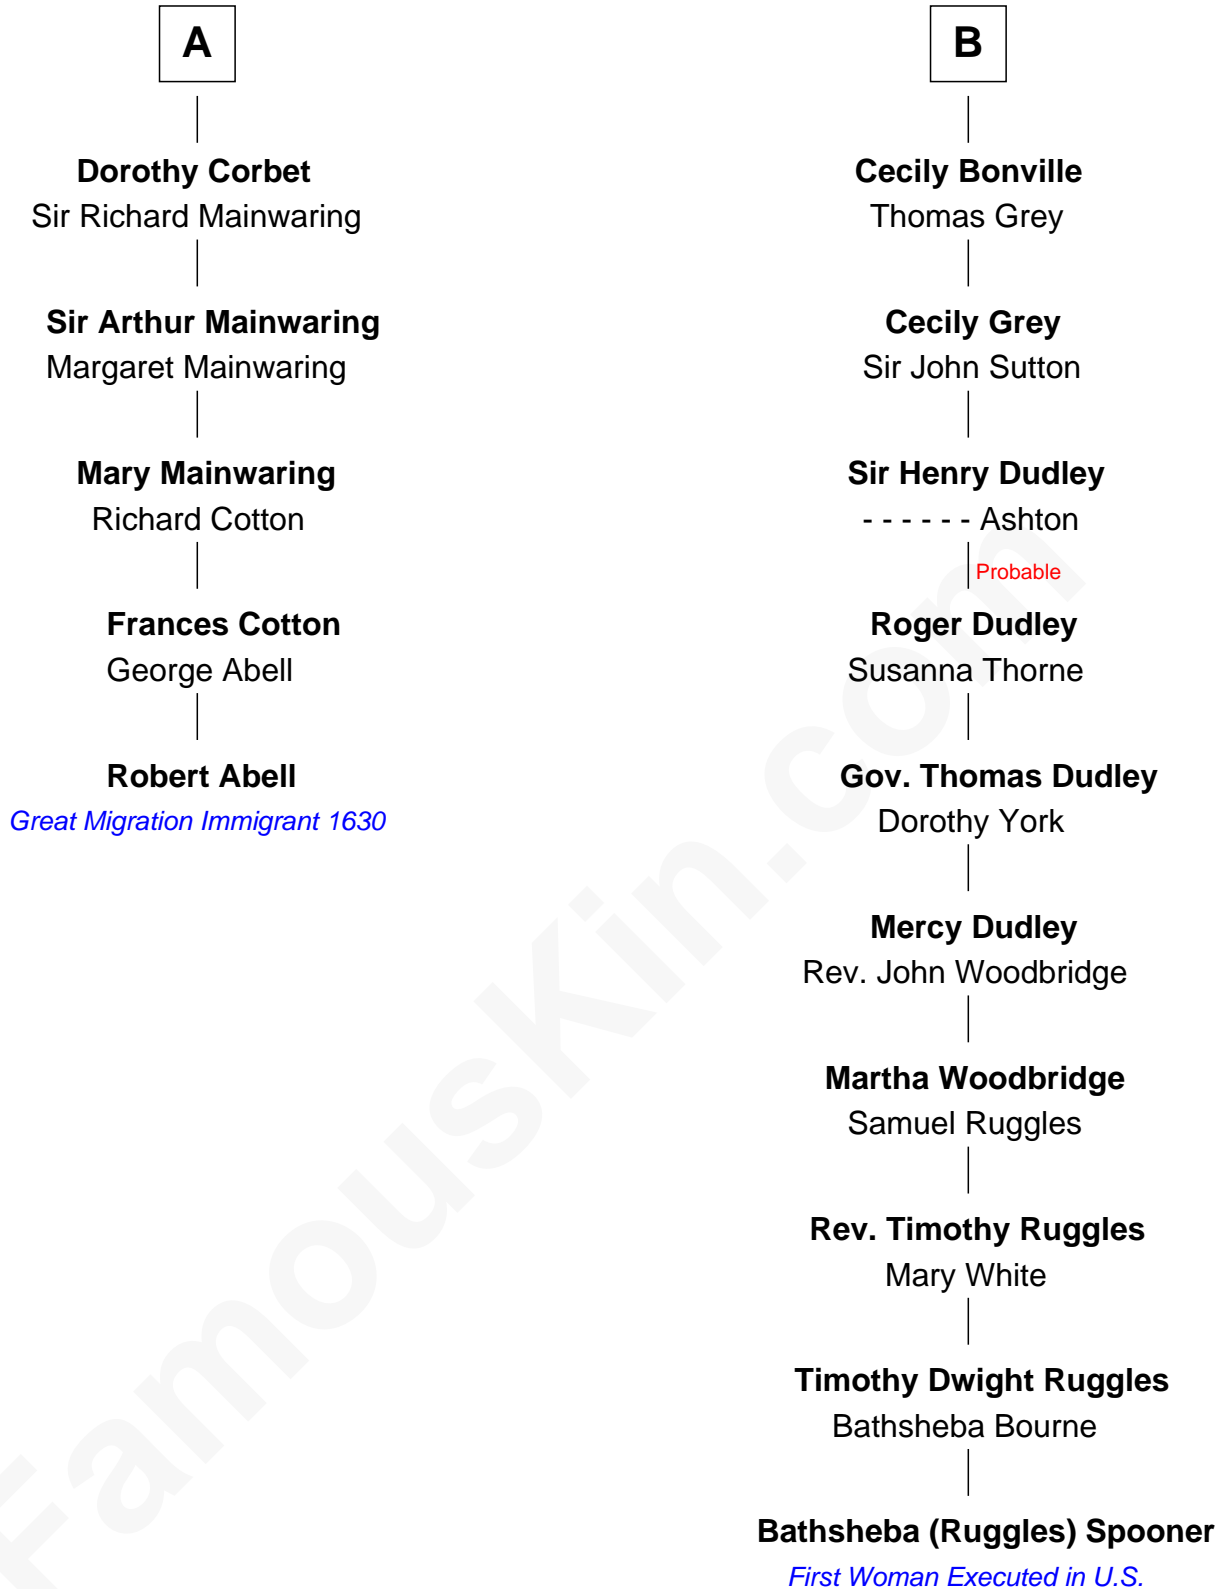 A
Dorothy Corbet
Sir Richard Mainwaring
Sir Arthur Mainwaring
Margaret Mainwaring
Mary Mainwaring
Richard Cotton
Frances Cotton
George Abell
Robert Abell
Great Migration Immigrant 1630
B
Cecily Bonville
Thomas Grey
Cecily Grey
Sir John Sutton
Sir Henry Dudley
- - - - - - Ashton
Probable
Roger Dudley
Susanna Thorne
Gov. Thomas Dudley
Dorothy York
Mercy Dudley
Rev. John Woodbridge
Martha Woodbridge
Samuel Ruggles
Rev. Timothy Ruggles
Mary White
Timothy Dwight Ruggles
Bathsheba Bourne
Bathsheba (Ruggles) Spooner
First Woman Executed in U.S.
FamousKin.com